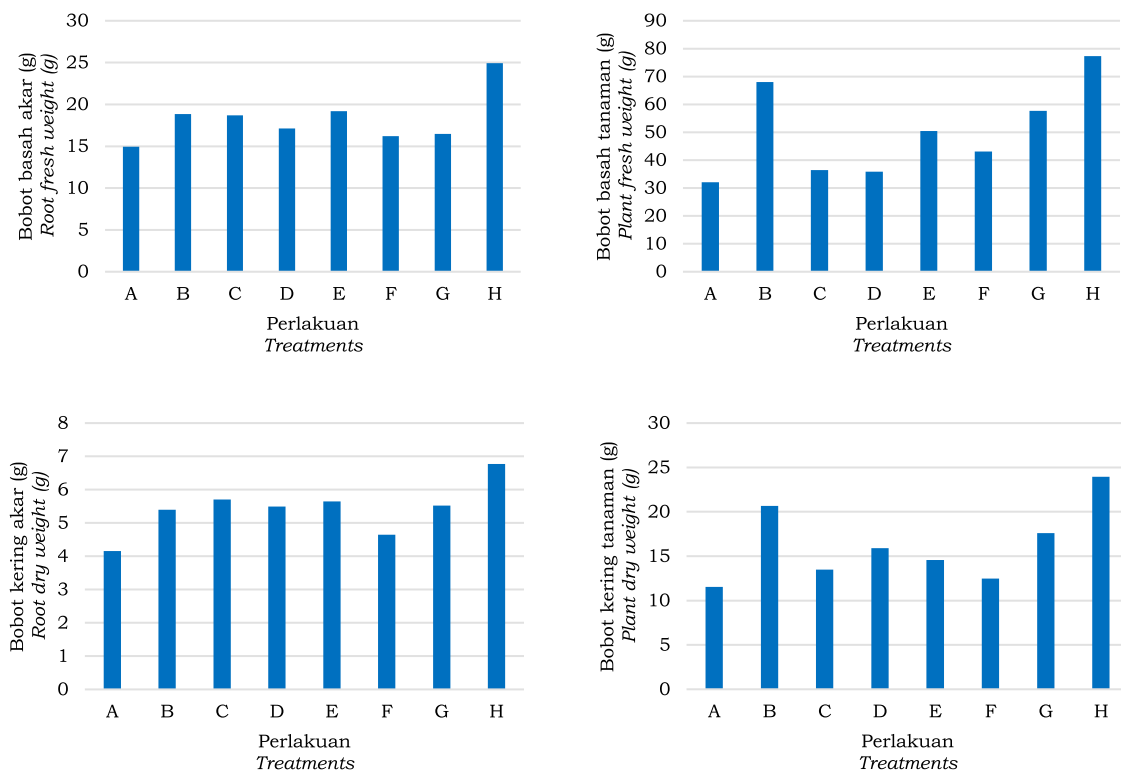 Bobot basah akar (g)
Root fresh weight (g)
30
25
20
15
10
5
0
A B C D E F G H
Perlakuan
Treatments
Bobot basah tanaman (g)
Plant fresh weight (g)
90
80
70
60
50
40
30
20
10
0
A B C D E F G H
Perlakuan
Treatments
Bobot kering akar (g)
Root dry weight (g)
8
7
6
5
4
3
2
1
0
A B C D E F G H
Perlakuan
Treatments
Bobot kering tanaman (g)
Plant dry weight (g)
30
25
20
15
10
5
0
A B C D E F G H
Perlakuan
Treatments